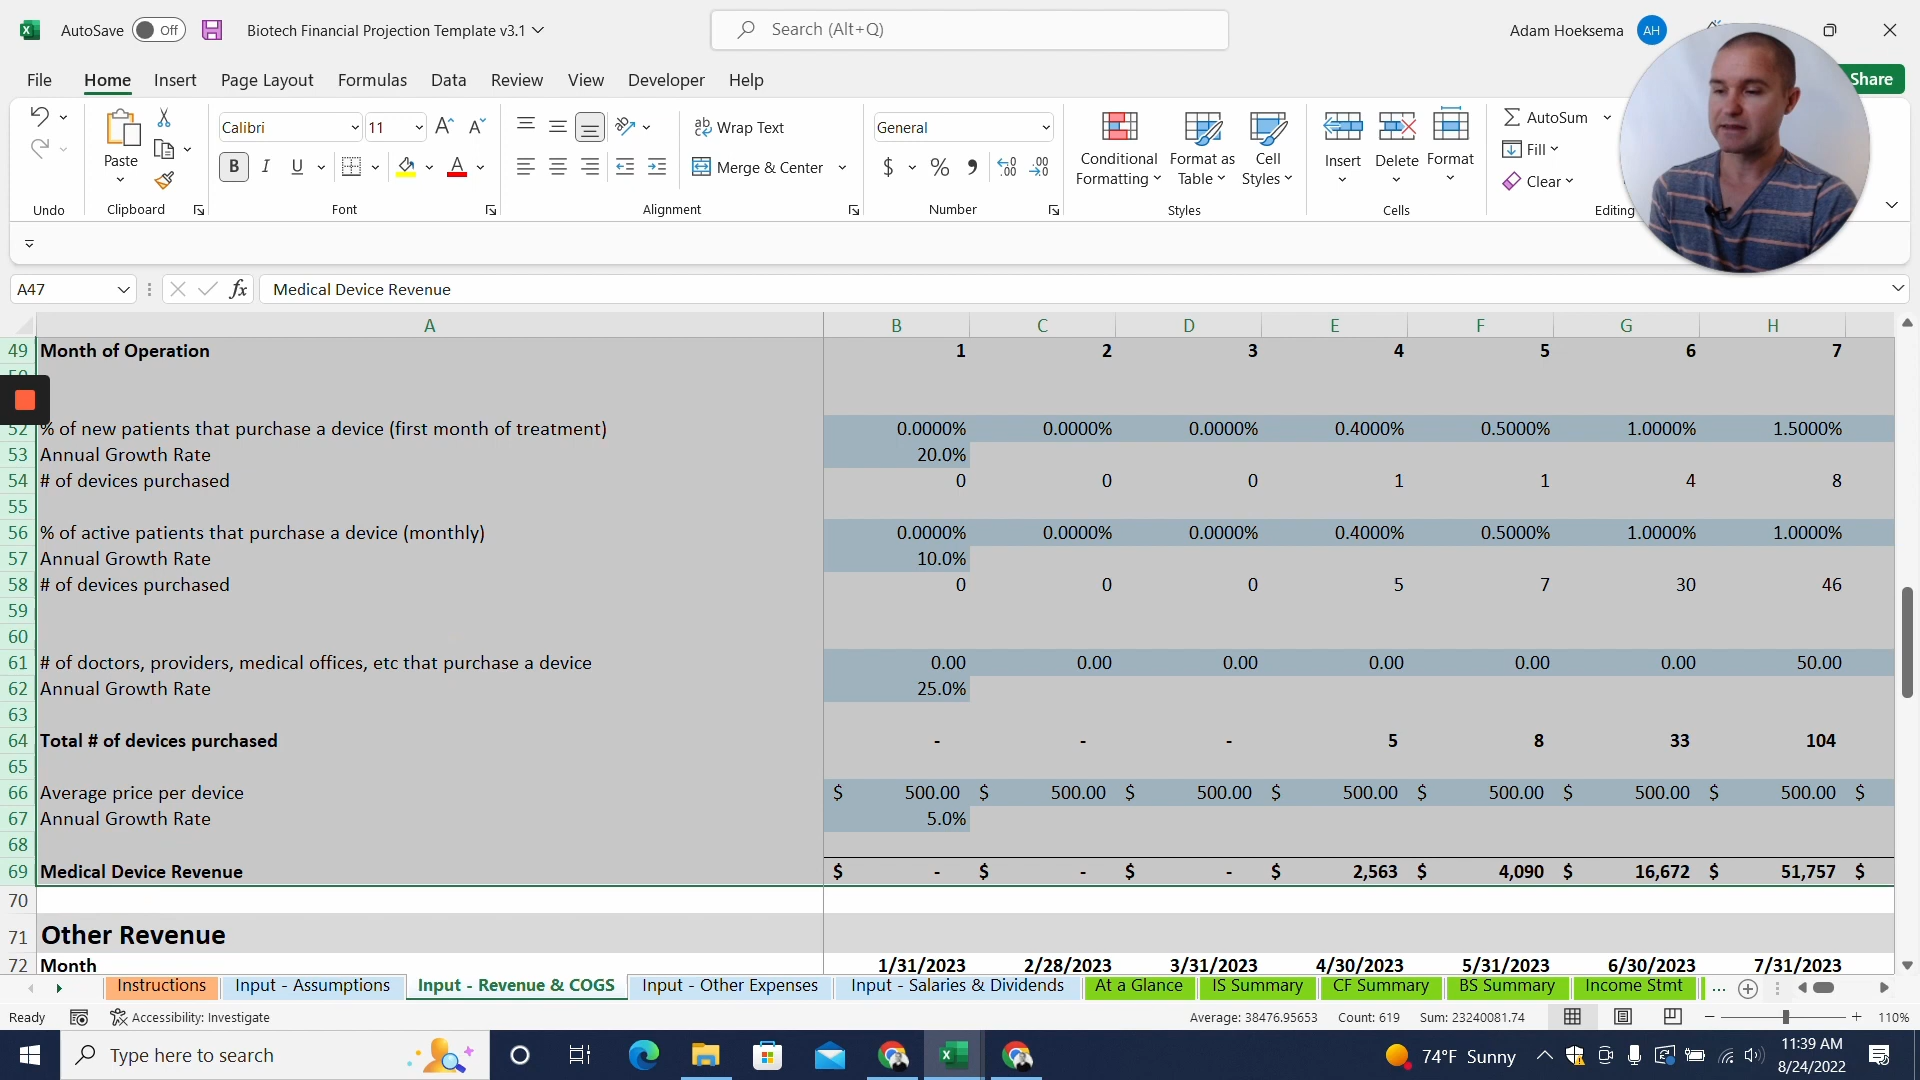 AutoSave Off Biotech Financial Projection Template v3.1 Search (Alt+Q) Adam Hoeksema AH
File Home Insert Page Layout Formulas Data Review View Developer Help Share
Calibri 11 A A Wrap Text General AutoSum
Paste B I U A Merge & Center $ % Conditional Formatting Format as Table Cell Styles Insert Delete Format Fill
Clear
Undo Clipboard Font Alignment Number Styles Cells Editing
A47 fx Medical Device Revenue
A B C D E F G H
49 Month of Operation 1 2 3 4 5 6 7
52 % of new patients that purchase a device (first month of treatment) 0.0000% 0.0000% 0.0000% 0.4000% 0.5000% 1.0000% 1.5000%
53 Annual Growth Rate 20.0%
54 # of devices purchased 0 0 0 1 1 4 8
55
56 % of active patients that purchase a device (monthly) 0.0000% 0.0000% 0.0000% 0.4000% 0.5000% 1.0000% 1.0000%
57 Annual Growth Rate 10.0%
58 # of devices purchased 0 0 0 5 7 30 46
59
60
61 # of doctors, providers, medical offices, etc that purchase a device 0.00 0.00 0.00 0.00 0.00 0.00 50.00
62 Annual Growth Rate 25.0%
63
64 Total # of devices purchased - - - 5 8 33 104
65
66 Average price per device $ 500.00 $ 500.00 $ 500.00 $ 500.00 $ 500.00 $ 500.00 $ 500.00 $
67 Annual Growth Rate 5.0%
68
69 Medical Device Revenue $ - $ - $ - $ 2,563 $ 4,090 $ 16,672 $ 51,757 $
70
71 Other Revenue
72 Month 1/31/2023 2/28/2023 3/31/2023 4/30/2023 5/31/2023 6/30/2023 7/31/2023
Instructions Input - Assumptions Input - Revenue & COGS Input - Other Expenses Input - Salaries & Dividends At a Glance IS Summary CF Summary BS Summary Income Stmt ...
Ready Accessibility: Investigate Average: 38476.95653 Count: 619 Sum: 23240081.74 110%
Type here to search 74°F Sunny 11:39 AM
8/24/2022